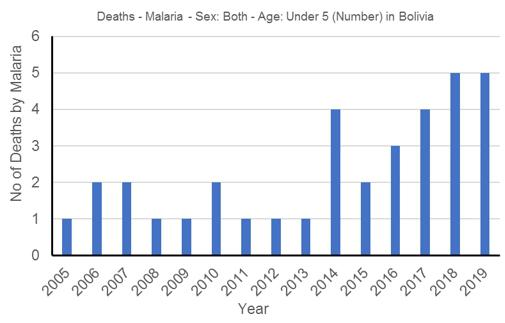 Deaths - Malaria - Sex: Both - Age: Under 5 (Number) in Bolivia
No of Deaths by Malaria
6
5
4
3
2
1
0
2005 2006 2007 2008 2009 2010 2011 2012 2013 2014 2015 2016 2017 2018 2019
Year